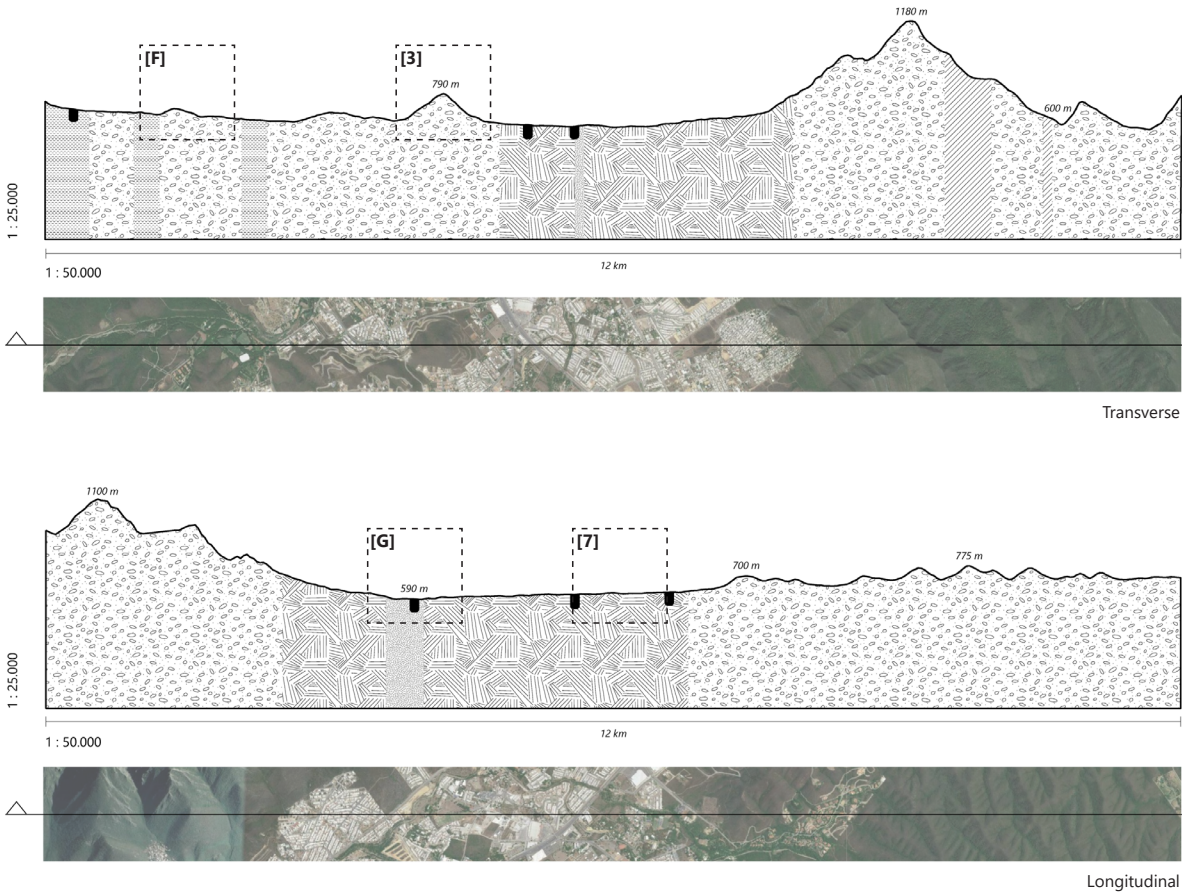 1180 m
[F]
[3]
790 m
600 m
1 : 25.000
12 km
1 : 50.000
Transverse
1100 m
[G]
[7]
590 m
700 m
775 m
1 : 25.000
12 km
1 : 50.000
Longitudinal